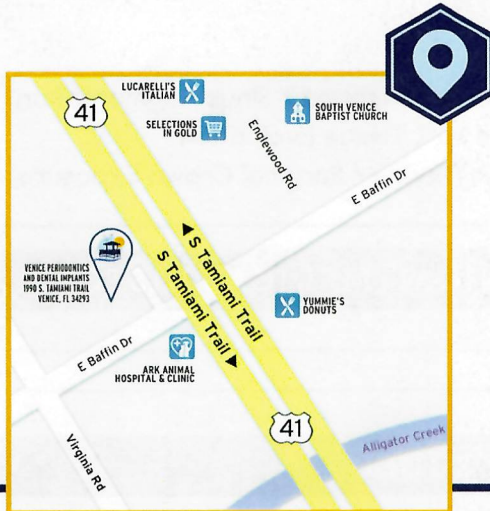 LUCARELLI'S
ITALIAN
41
SELECTIONS
IN GOLD
SOUTH VENICE
BAPTIST CHURCH
Englewood Rd
E Baffin Dr
S Tamiami Trail
S Tamiami Trail
VENICE PERIODONTICS
AND DENTAL IMPLANTS
1990 S. TAMIAMI TRAIL
VENICE, FL 34293
YUMMIE'S
DONUTS
E Baffin Dr
ARK ANIMAL
HOSPITAL & CLINIC
41
Virginia Rd
Alligator Creek